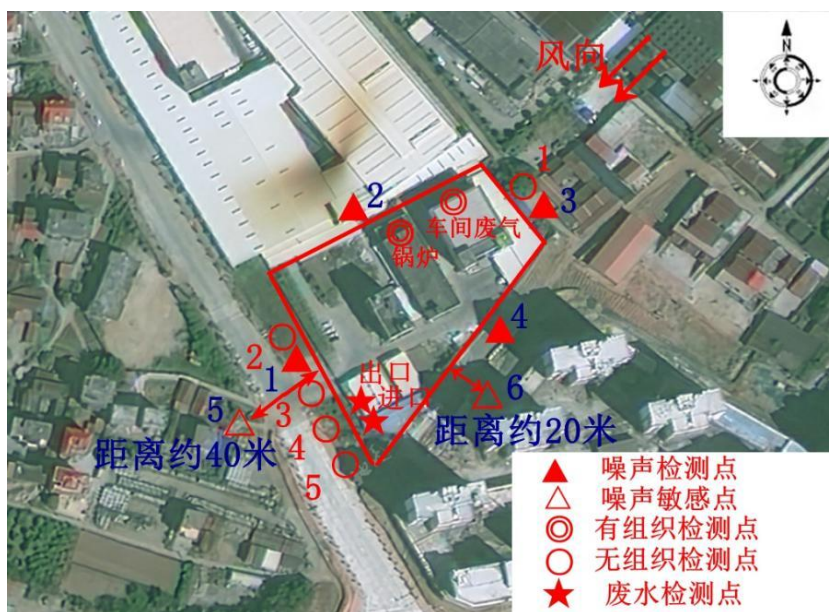 N
风向
1
2
3
车间废气
锅炉
4
2
1
出口
进口
5
3
6
距离约40米
4
距离约20米
5
噪声检测点
噪声敏感点
有组织检测点
无组织检测点
废水检测点